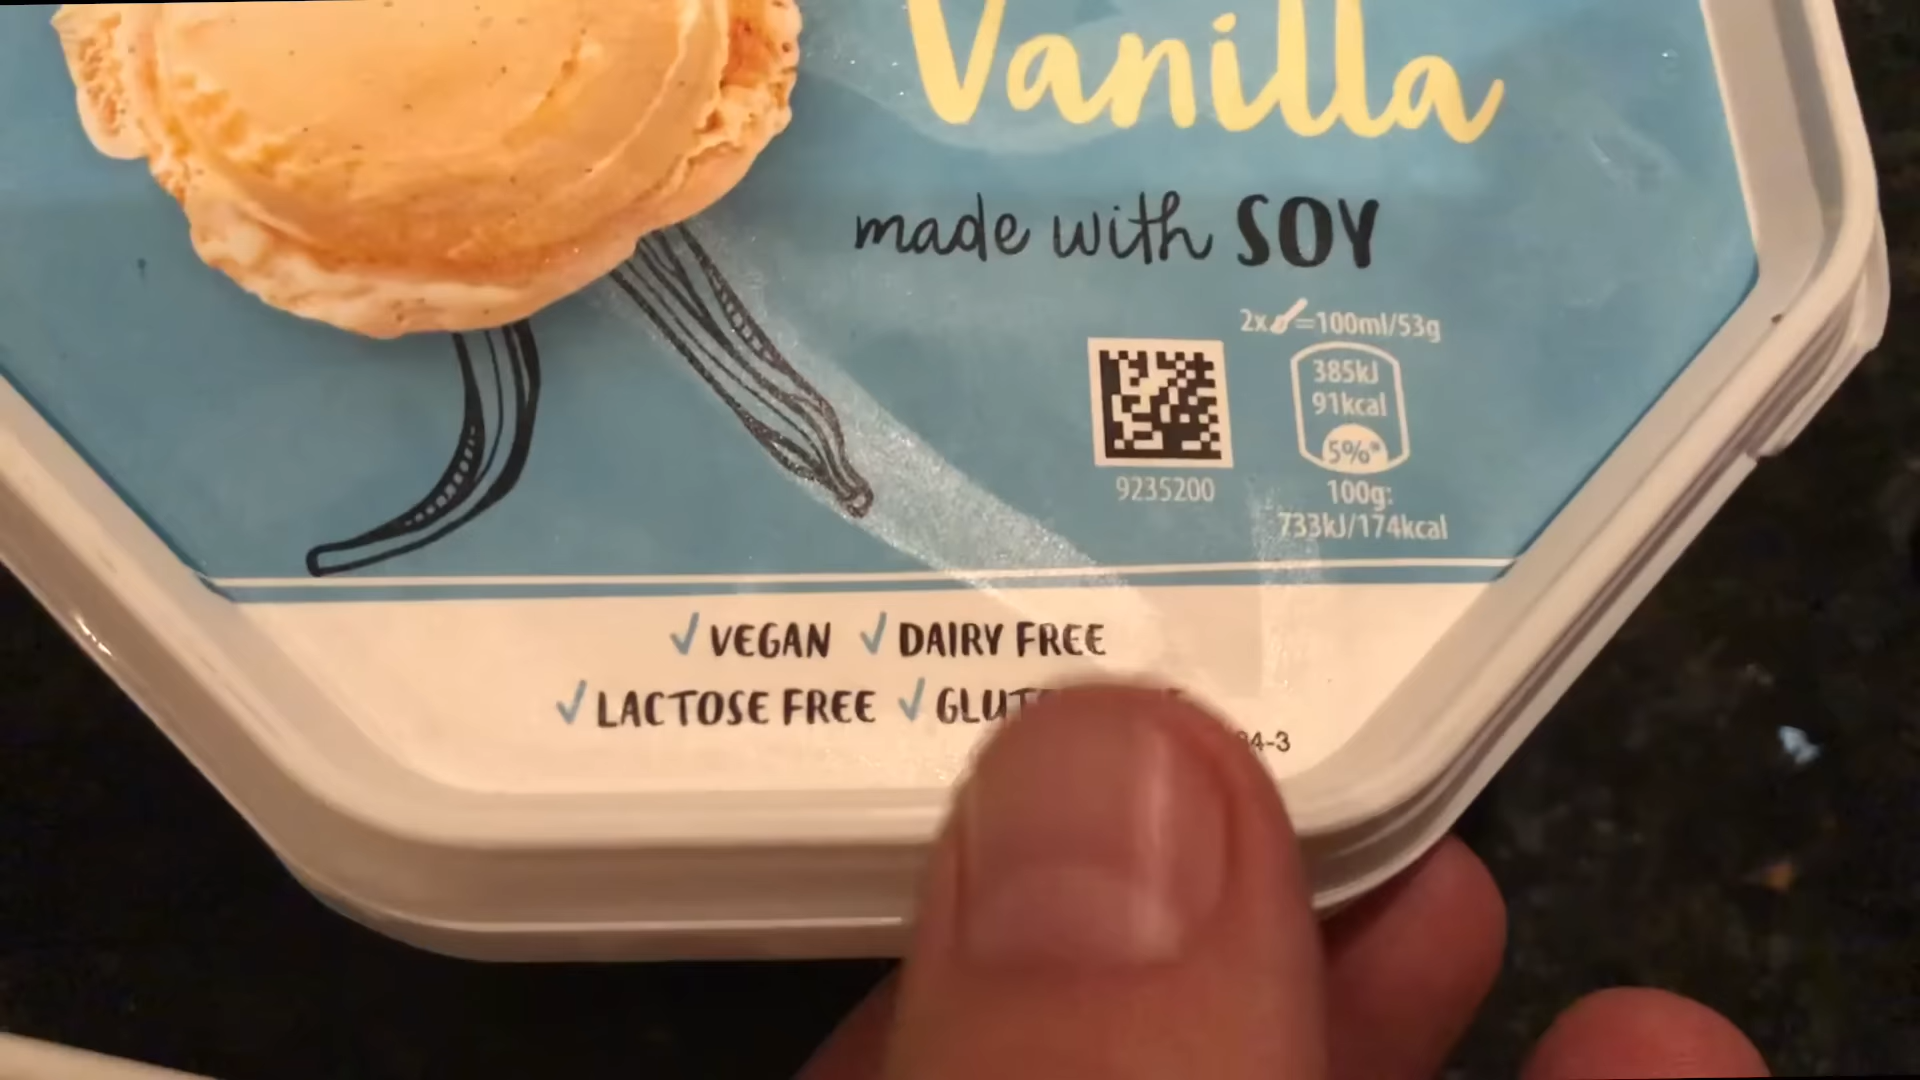 Vanilla
made with SOY
2x =100ml/53g
385kJ
91kcal
5%*
9235200
100g:
733kJ/174kcal
✓ VEGAN ✓ DAIRY FREE
✓ LACTOSE FREE ✓